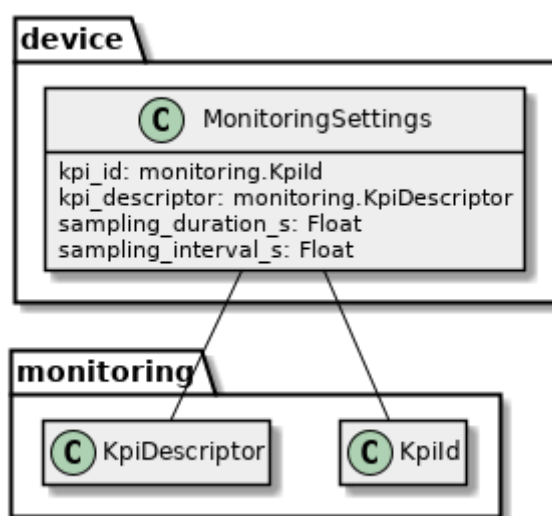 device
C MonitoringSettings
kpi_id: monitoring.KpiId
kpi_descriptor: monitoring.KpiDescriptor
sampling_duration_s: Float
sampling_interval_s: Float
monitoring
C KpiDescriptor
C KpiId